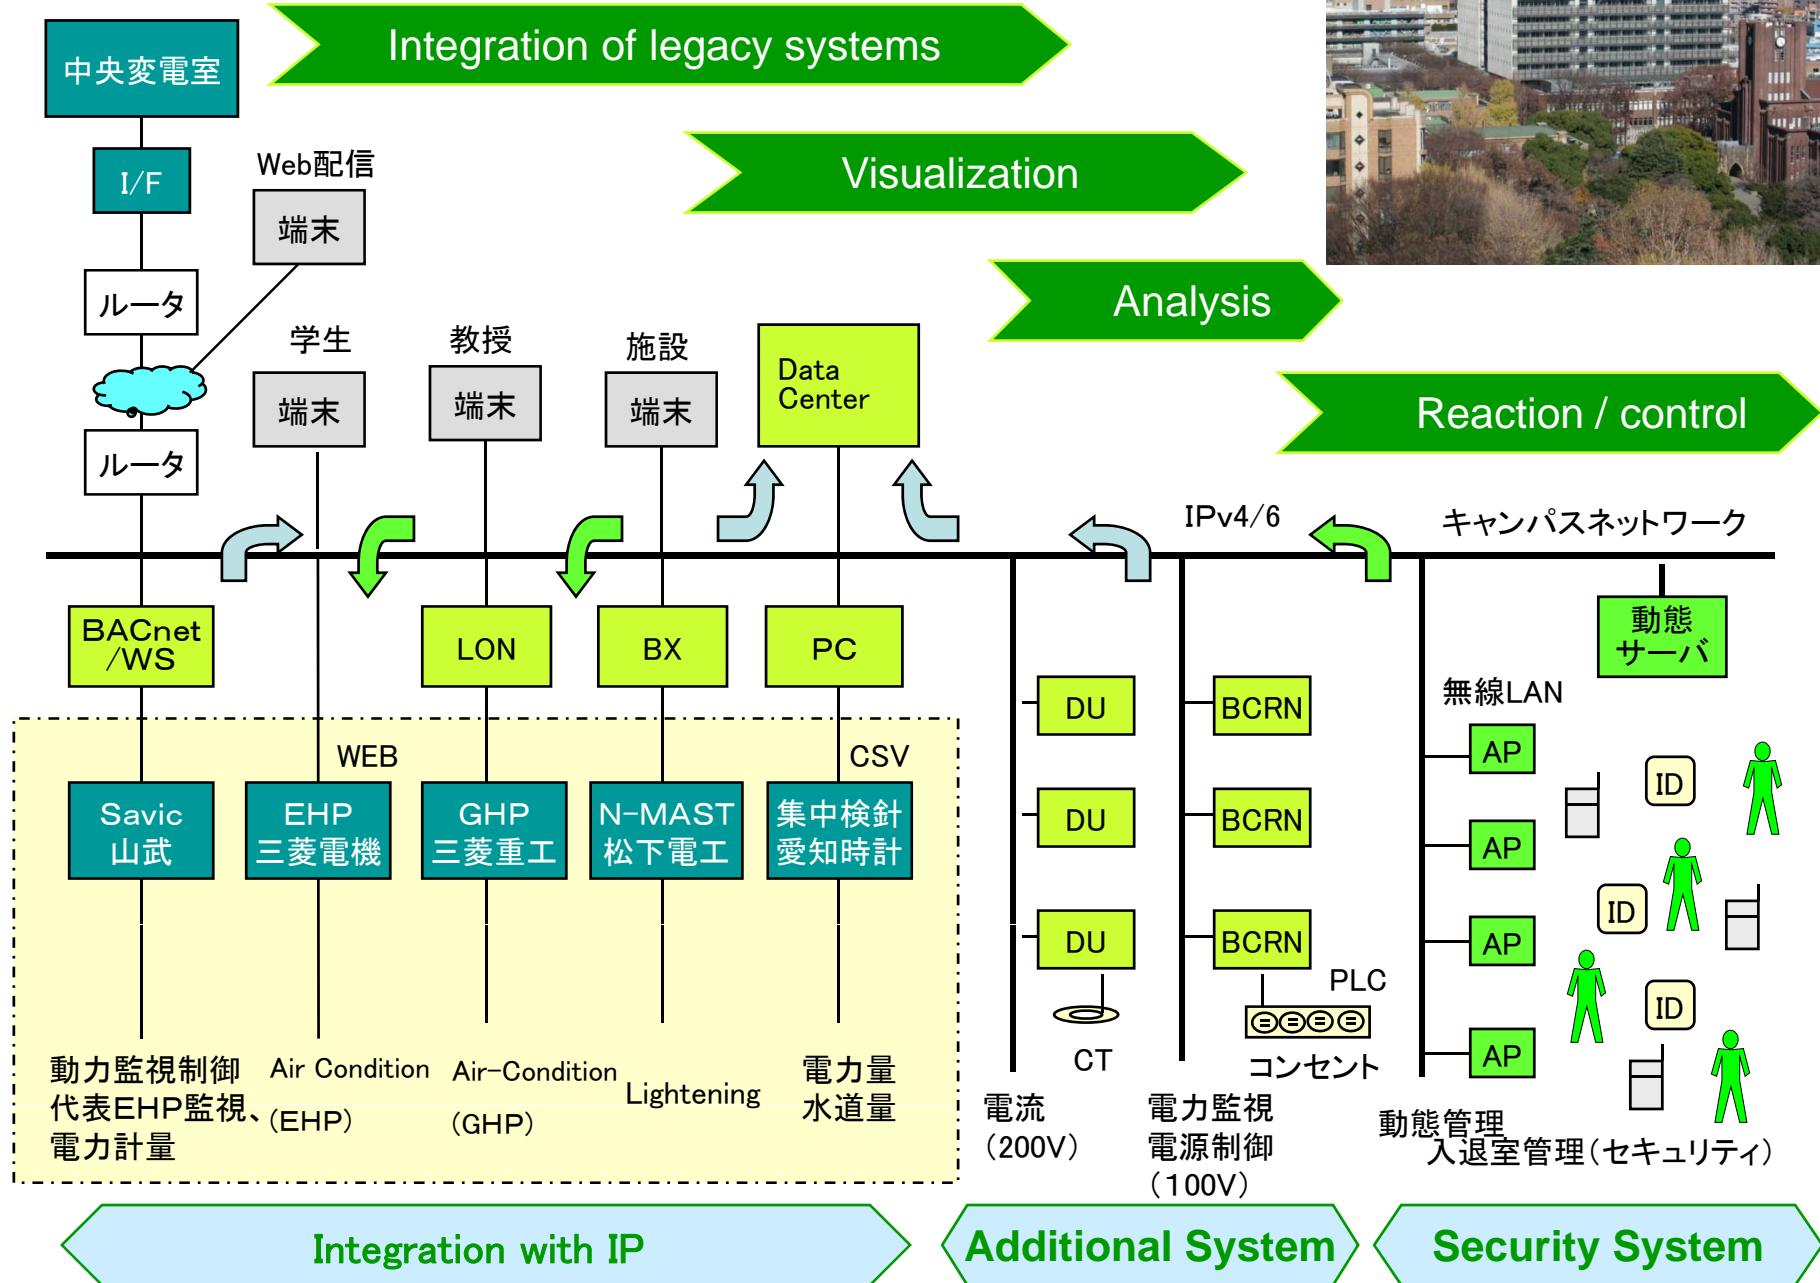 Integration of legacy systems
中央変電室
I/F
Web配信
端末
Visualization
ルータ
Analysis
学生
教授
施設
端末
端末
端末
Data
Center
Reaction / control
ルータ
IPv4/6
キャンパスネットワーク
BACnet
/WS
LON
BX
PC
動態
サーバ
無線LAN
DU
BCRN
AP
WEB
CSV
ID
Savic
山武
EHP
三菱電機
GHP
三菱重工
N-MAST
松下電工
集中検針
愛知時計
DU
BCRN
AP
ID
DU
BCRN
AP
PLC
ID
動力監視制御
代表EHP監視、
電力計量
Air Condition
(EHP)
Air-Condition
(GHP)
Lightening
電力量
水道量
CT
コンセント
AP
電流
(200V)
電力監視
電源制御
(100V)
動態管理
入退室管理(セキュリティ)
Integration with IP
Additional System
Security System